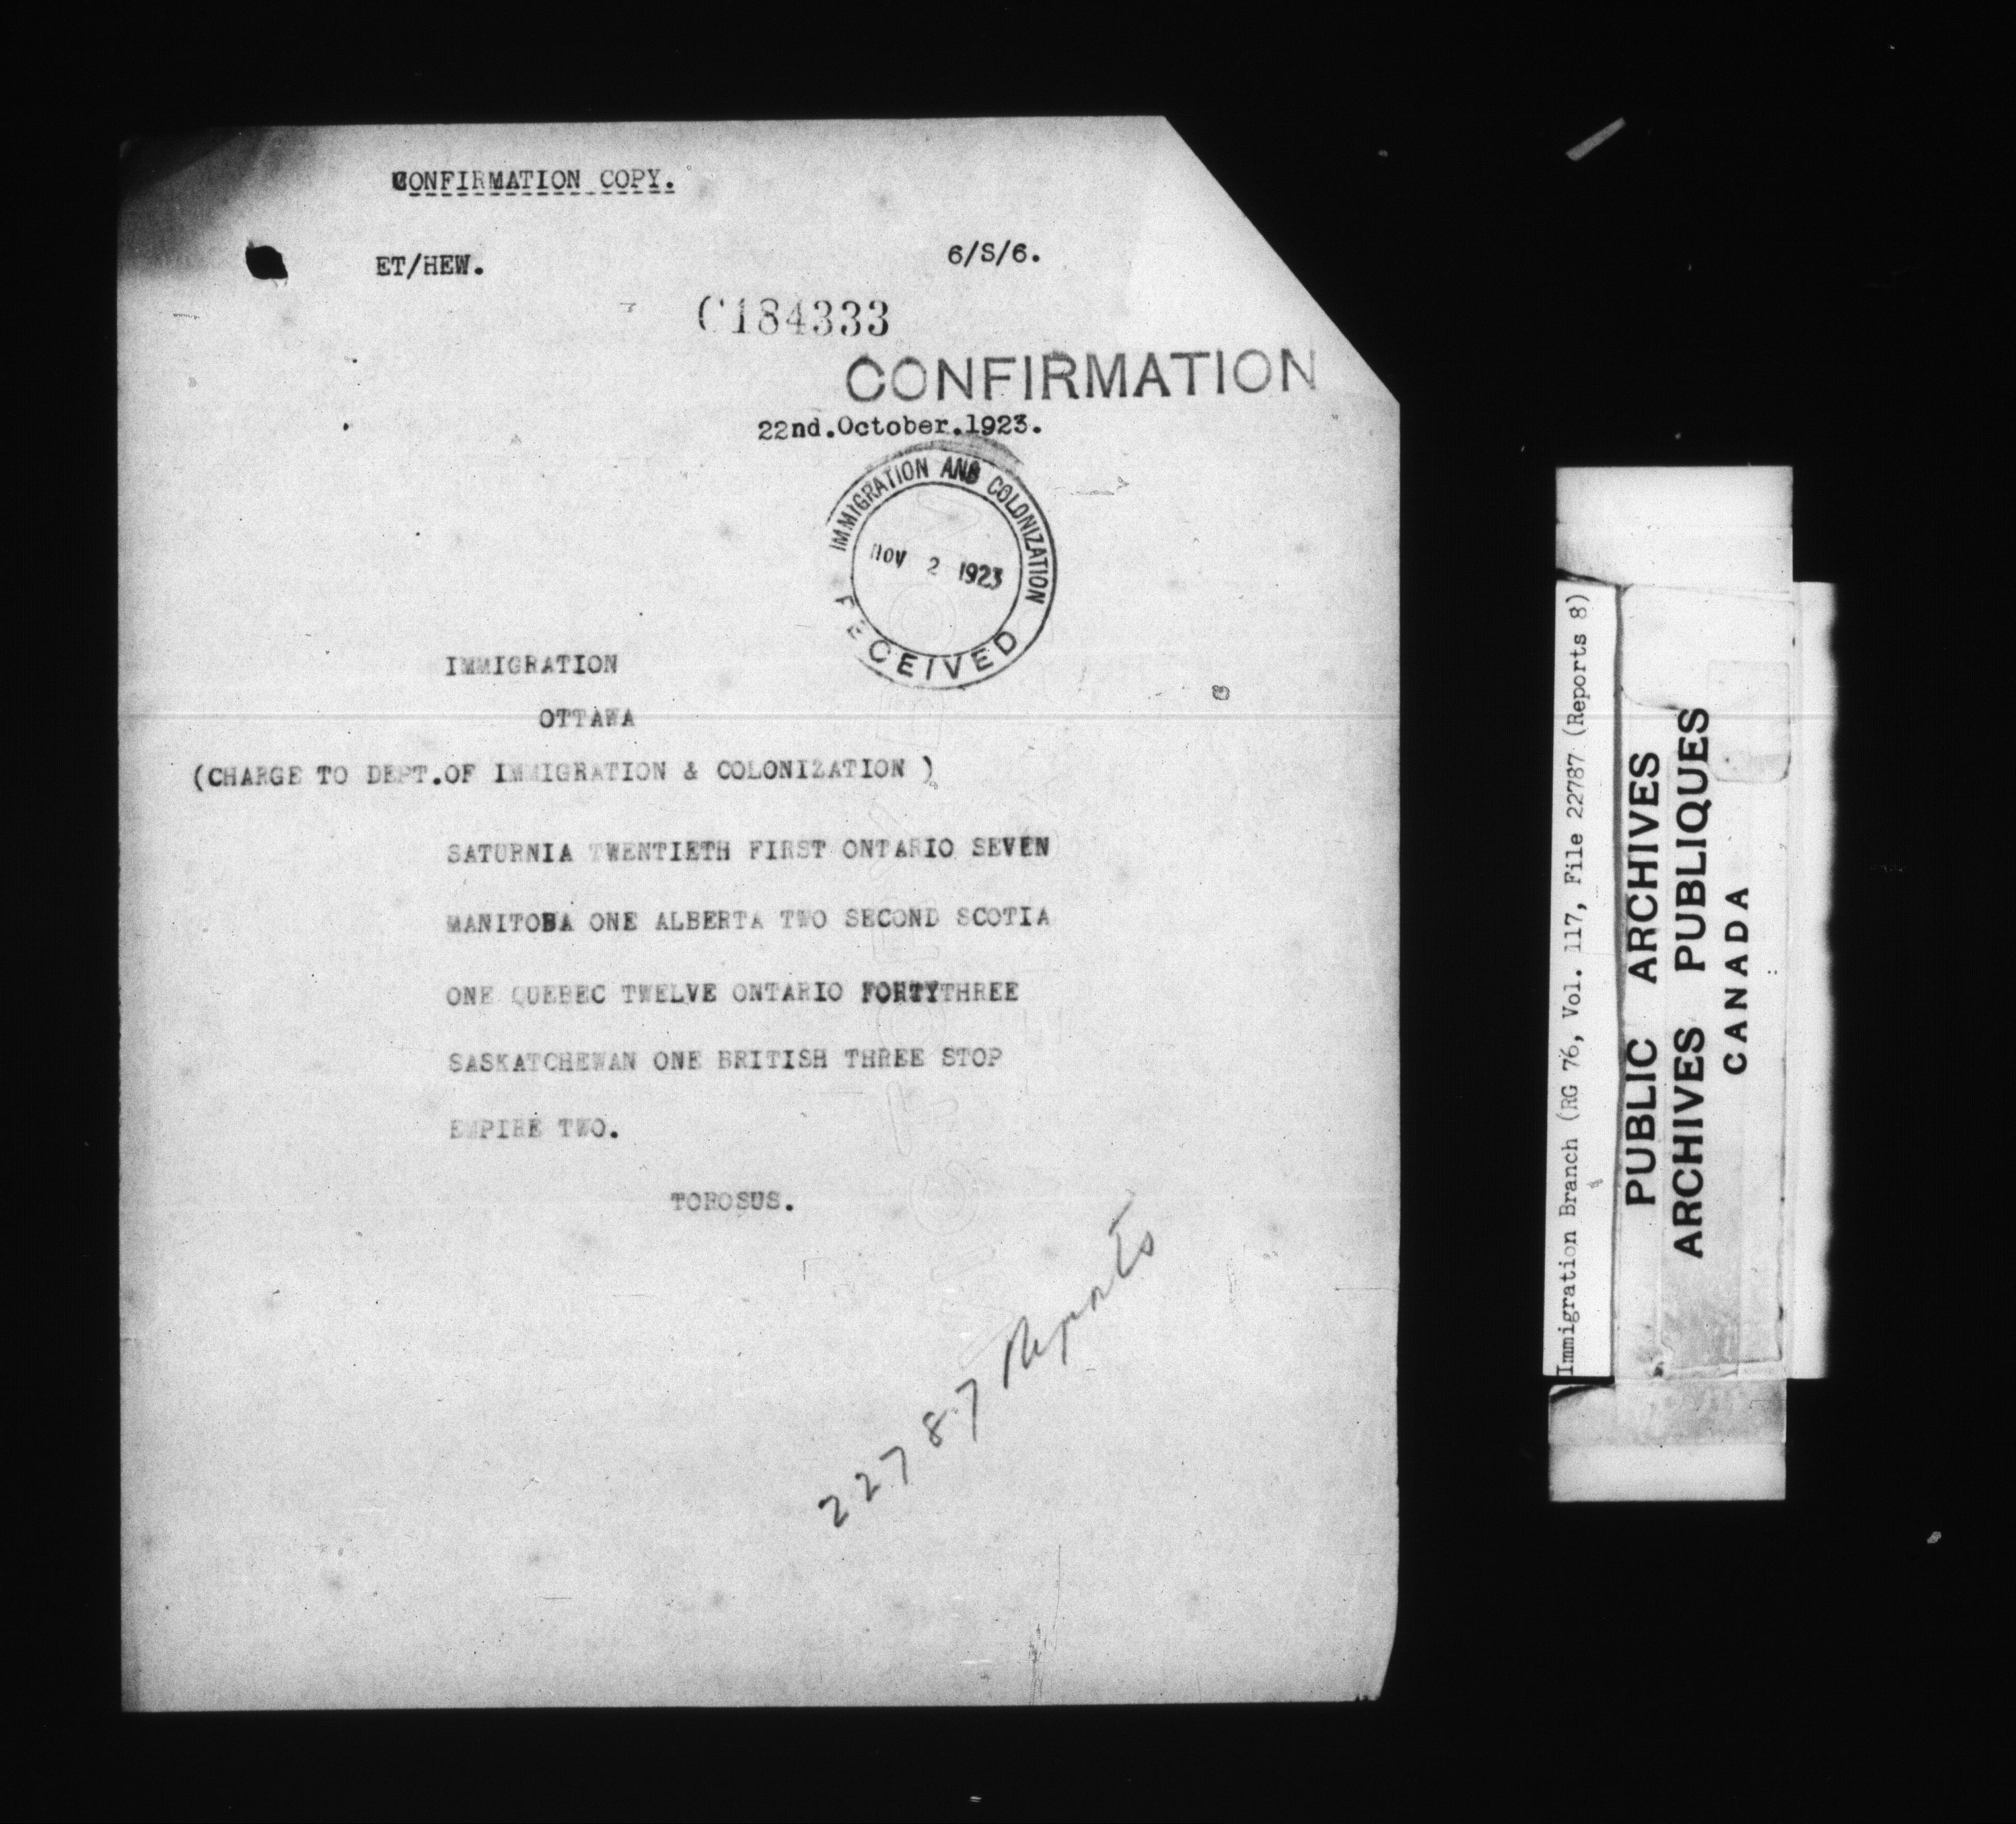 CONFIRMATION COPY.
ET/HEW.
6/S/6.
C184333
CONFIRMATION
22nd.October.1923.
IMMIGRATION AND COLONIZATION
NOV 2 1923
RECEIVED
IMMIGRATION
OTTAWA
(CHARGE TO DEPT.OF IMMIGRATION & COLONIZATION )
SATURNIA TWENTIETH FIRST ONTARIO SEVEN
MANITOBA ONE ALBERTA TWO SECOND SCOTIA
ONE QUEBEC TWELVE ONTARIO FORTYTHREE
SASKATCHEWAN ONE BRITISH THREE STOP
EMPIRE TWO.
TOROSUS.
22787 Reports
Immigration Branch (RG 76, Vol. 117, File 22787 (Reports 8)
PUBLIC ARCHIVES
ARCHIVES PUBLIQUES
CANADA